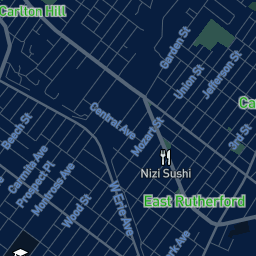 Carlton Hill
Garden St
Union St
Jefferson St
Ca
Central Ave
Mozart St
3rd St
Beech St
Carmita Ave
Prospect Pl
Montross Ave
Wood St
W Erie Ave
Nizi Sushi
East Rutherford
k Ave